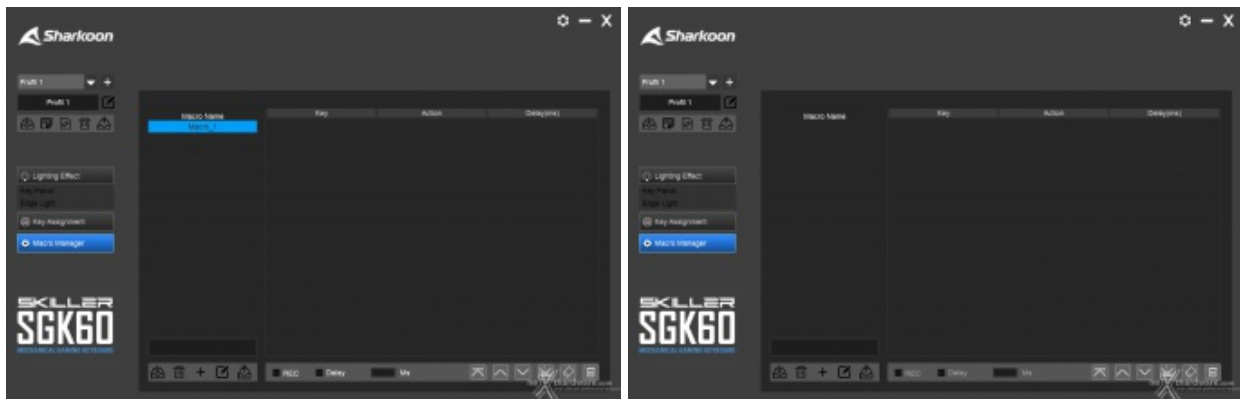 Sharkoon
Profil 1
Profil 1
Macro Name
Key
Action
Delay(ms)
Macro_1
Lighting Effect
Key Panel
Edge Light
Key Assignment
Macro Manager
SKILLER
SGK60
MECHANICAL GAMING KEYBOARD
REC
Delay
Ms
Sharkoon
Profil 1
Profil 1
Macro Name
Key
Action
Delay(ms)
Lighting Effect
Key Panel
Edge Light
Key Assignment
Macro Manager
SKILLER
SGK60
MECHANICAL GAMING KEYBOARD
REC
Delay
Ms